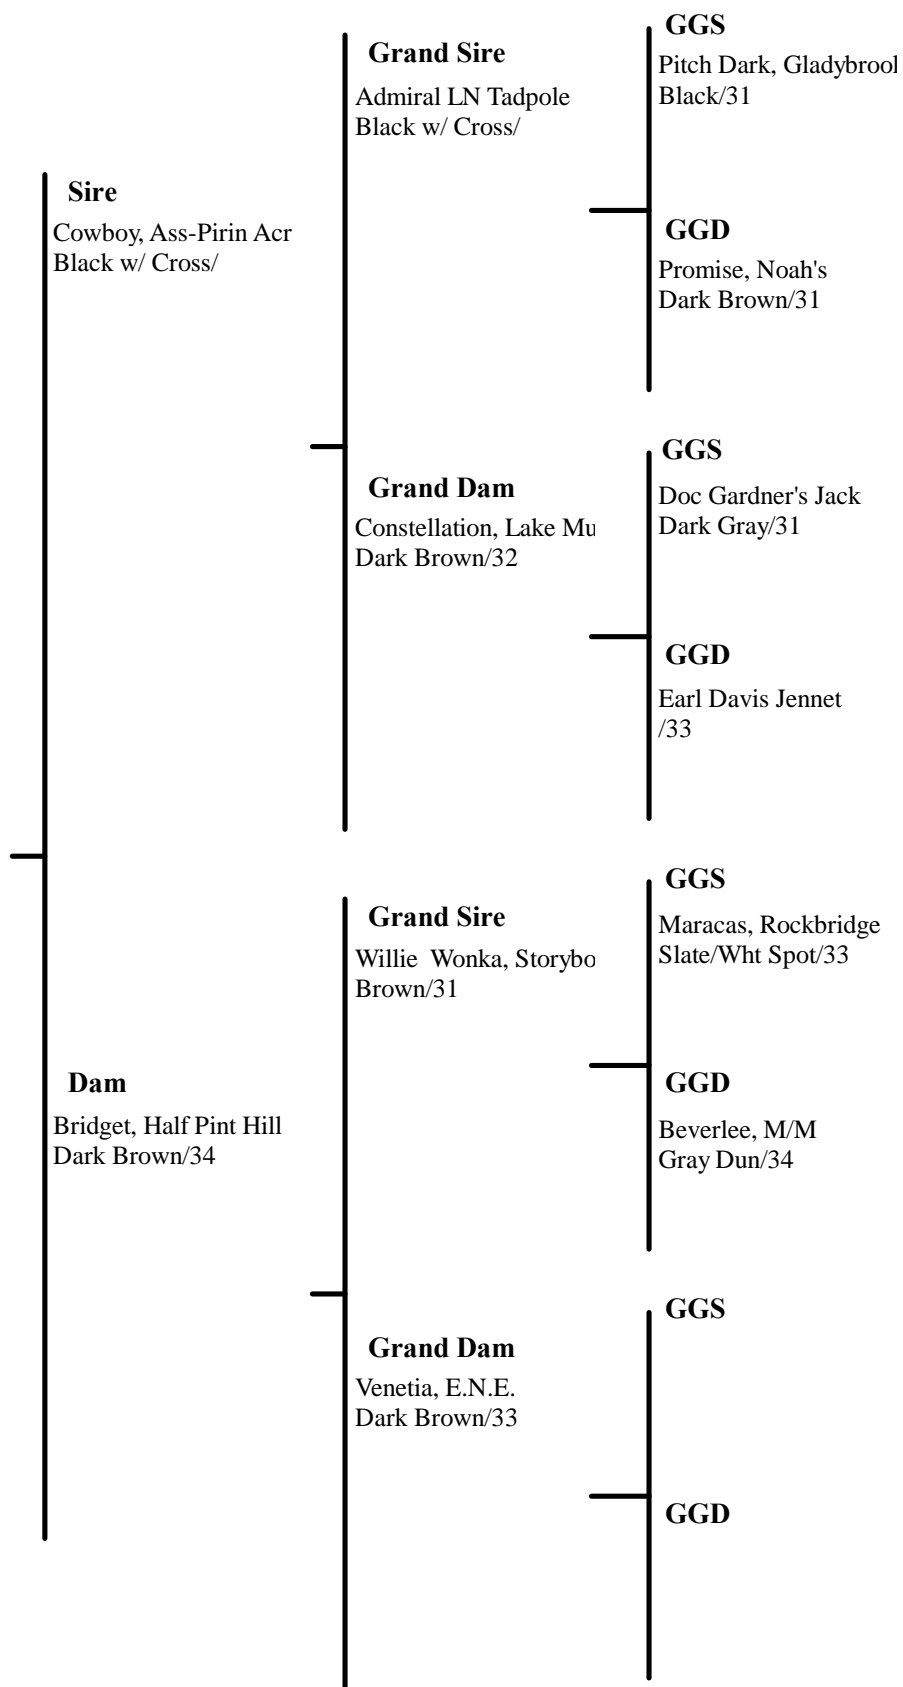 GGS
Pitch Dark, Gladybrook
Black/31
Grand Sire
Admiral LN Tadpole
Black w/ Cross/
GGD
Promise, Noah's
Dark Brown/31
Sire
Cowboy, Ass-Pirin Acr
Black w/ Cross/
GGS
Doc Gardner's Jack
Dark Gray/31
Grand Dam
Constellation, Lake Mu
Dark Brown/32
GGD
Earl Davis Jennet
/33
GGS
Maracas, Rockbridge
Slate/Wht Spot/33
Grand Sire
Willie  Wonka, Storybo
Brown/31
GGD
Beverlee, M/M
Gray Dun/34
Dam
Bridget, Half Pint Hill
Dark Brown/34
GGS
Grand Dam
Venetia, E.N.E.
Dark Brown/33
GGD